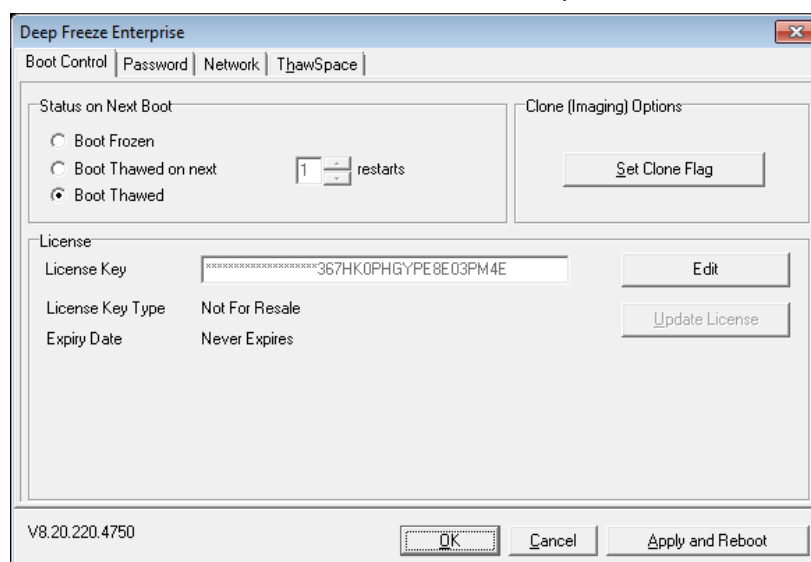 Deep Freeze Enterprise
Boot Control Password Network ThawSpace
Status on Next Boot
Boot Frozen
Boot Thawed on next 1 restarts
Boot Thawed
Clone (Imaging) Options
Set Clone Flag
License
License Key ********************367HK0PHGYPE8E03PM4E Edit
License Key Type Not For Resale Update License
Expiry Date Never Expires
V8.20.220.4750 OK Cancel Apply and Reboot